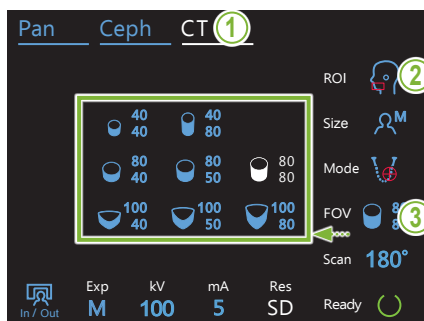 Pan Ceph CT 1
ROI 2
40 40
40 80
Size M
80 80 80
40 50 80
Mode
100 100 100
40 50 80
FOV 8 3
Scan 180°
Exp kV mA Res
In / Out M 100 5 SD Ready